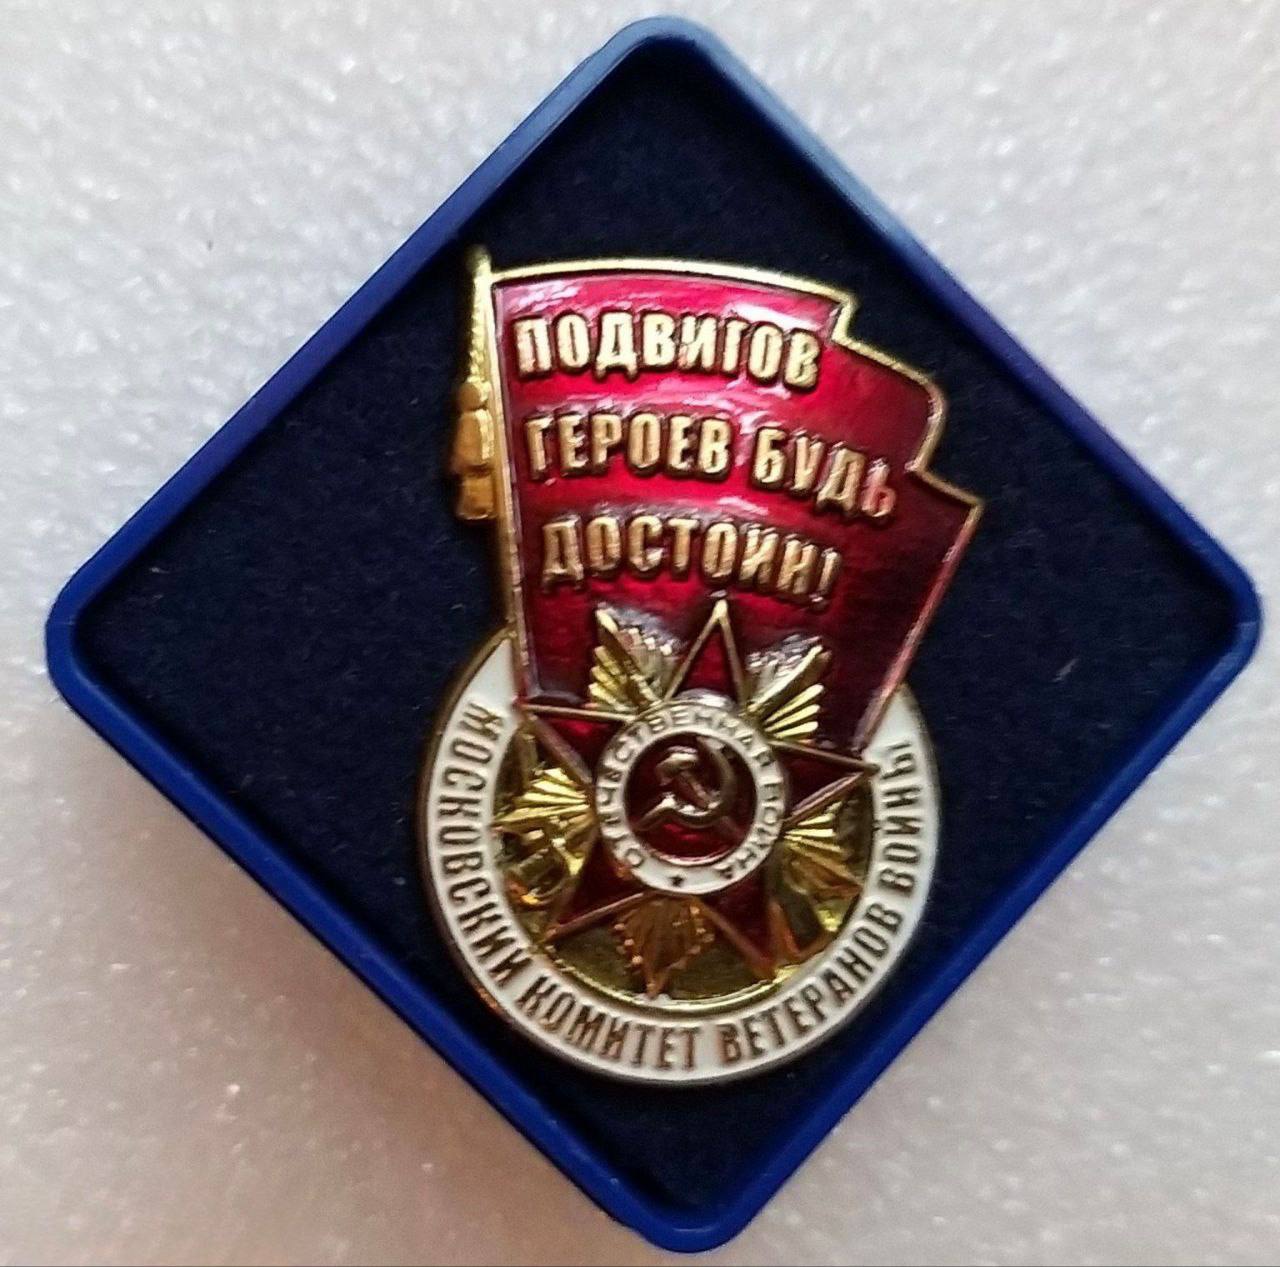 ПОДВИГОВ
ГЕРОЕВ БУДЬ
ДОСТОИН!
ОТЕЧЕСТВЕННАЯ ВОЙНА
МОСКОВСКИЙ КОМИТЕТ ВЕТЕРАНОВ ВОЙНЫ